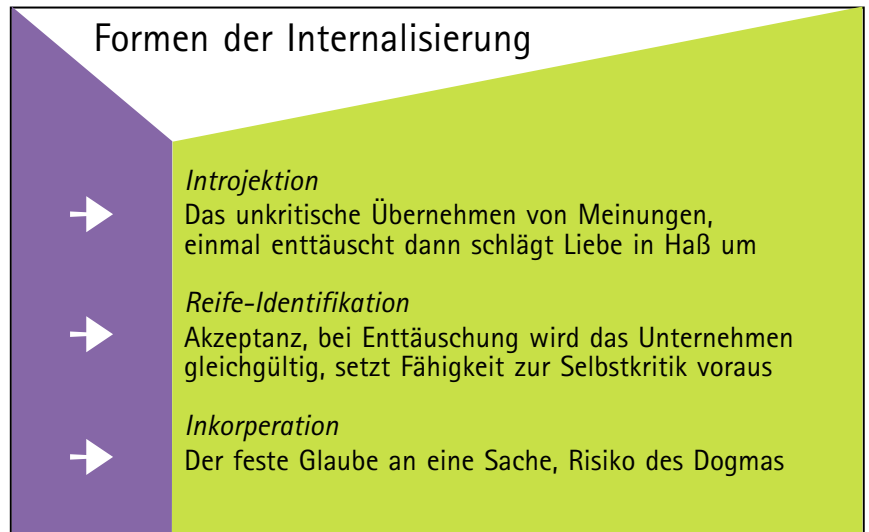 Formen der Internalisierung
Introjektion
Das unkritische Übernehmen von Meinungen,
einmal enttäuscht dann schlägt Liebe in Haß um
Reife-Identifikation
Akzeptanz, bei Enttäuschung wird das Unternehmen
gleichgültig, setzt Fähigkeit zur Selbstkritik voraus
Inkorperation
Der feste Glaube an eine Sache, Risiko des Dogmas